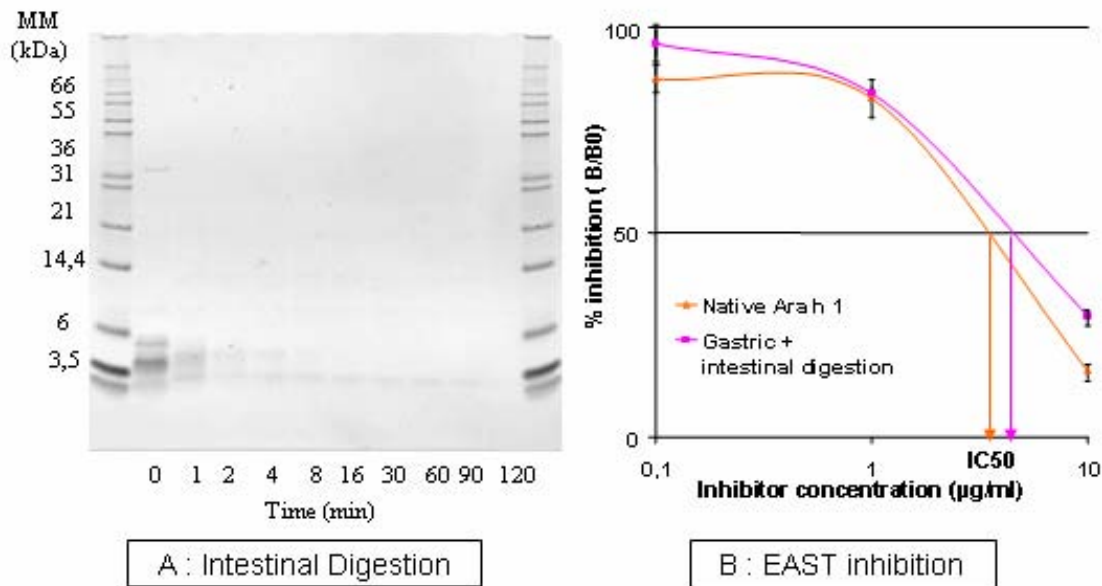 MM
(kDa)
66
55
36
31
21
14,4
6
3,5
0 1 2 4 8 16 30 60 90 120
Time (min)
A : Intestinal Digestion
100
50
0
% inhibition ( B/B0)
Native Ara h 1
Gastric +
intestinal digestion
IC50
0,1 1 10
Inhibitor concentration (µg/ml)
B : EAST inhibition